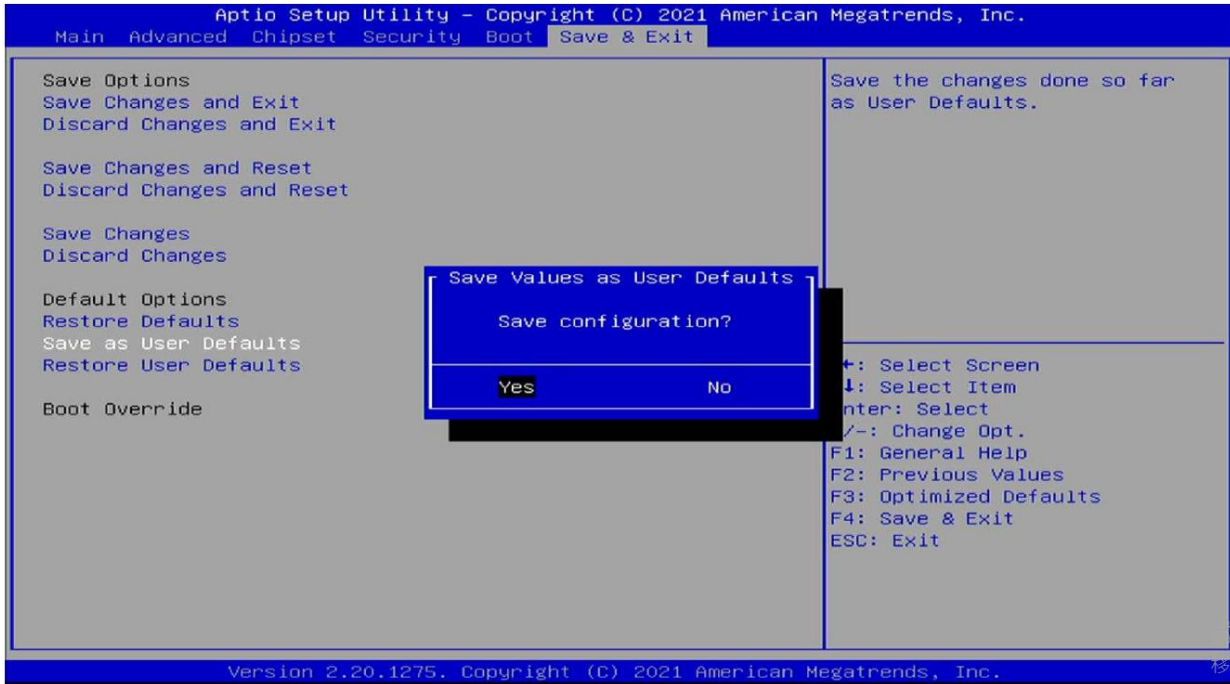 Aptio Setup Utility – Copyright (C) 2021 American Megatrends, Inc.
Main Advanced Chipset Security Boot Save & Exit
Save Options
Save Changes and Exit
Discard Changes and Exit
Save Changes and Reset
Discard Changes and Reset
Save Changes
Discard Changes
Default Options
Restore Defaults
Save as User Defaults
Restore User Defaults
Boot Override
Save Values as User Defaults
Save configuration?
Yes No
Save the changes done so far
as User Defaults.
: Select Screen
: Select Item
nter: Select
/-: Change Opt.
F1: General Help
F2: Previous Values
F3: Optimized Defaults
F4: Save & Exit
ESC: Exit
Version 2.20.1275. Copyright (C) 2021 American Megatrends, Inc.